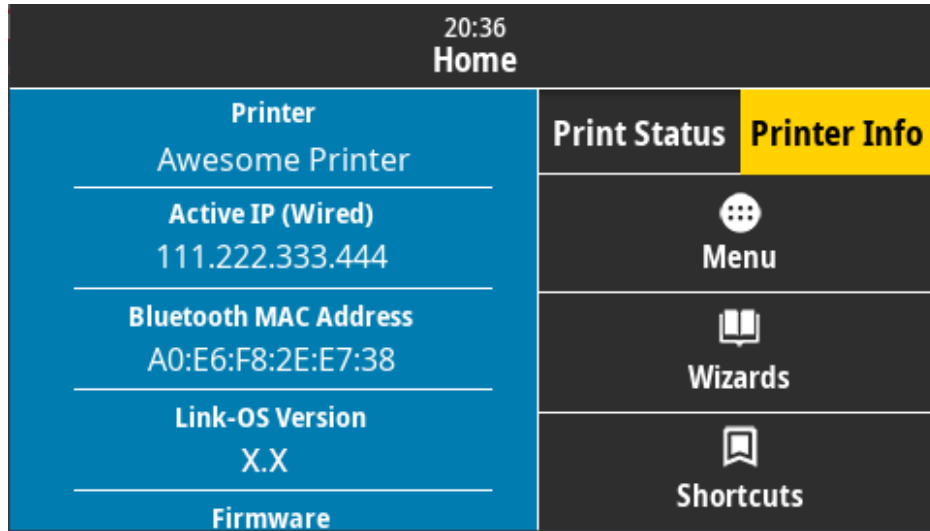 20:36
Home
Printer
Awesome Printer
Active IP (Wired)
111.222.333.444
Bluetooth MAC Address
A0:E6:F8:2E:E7:38
Link-OS Version
X.X
Firmware
Print Status
Printer Info
Menu
Wizards
Shortcuts